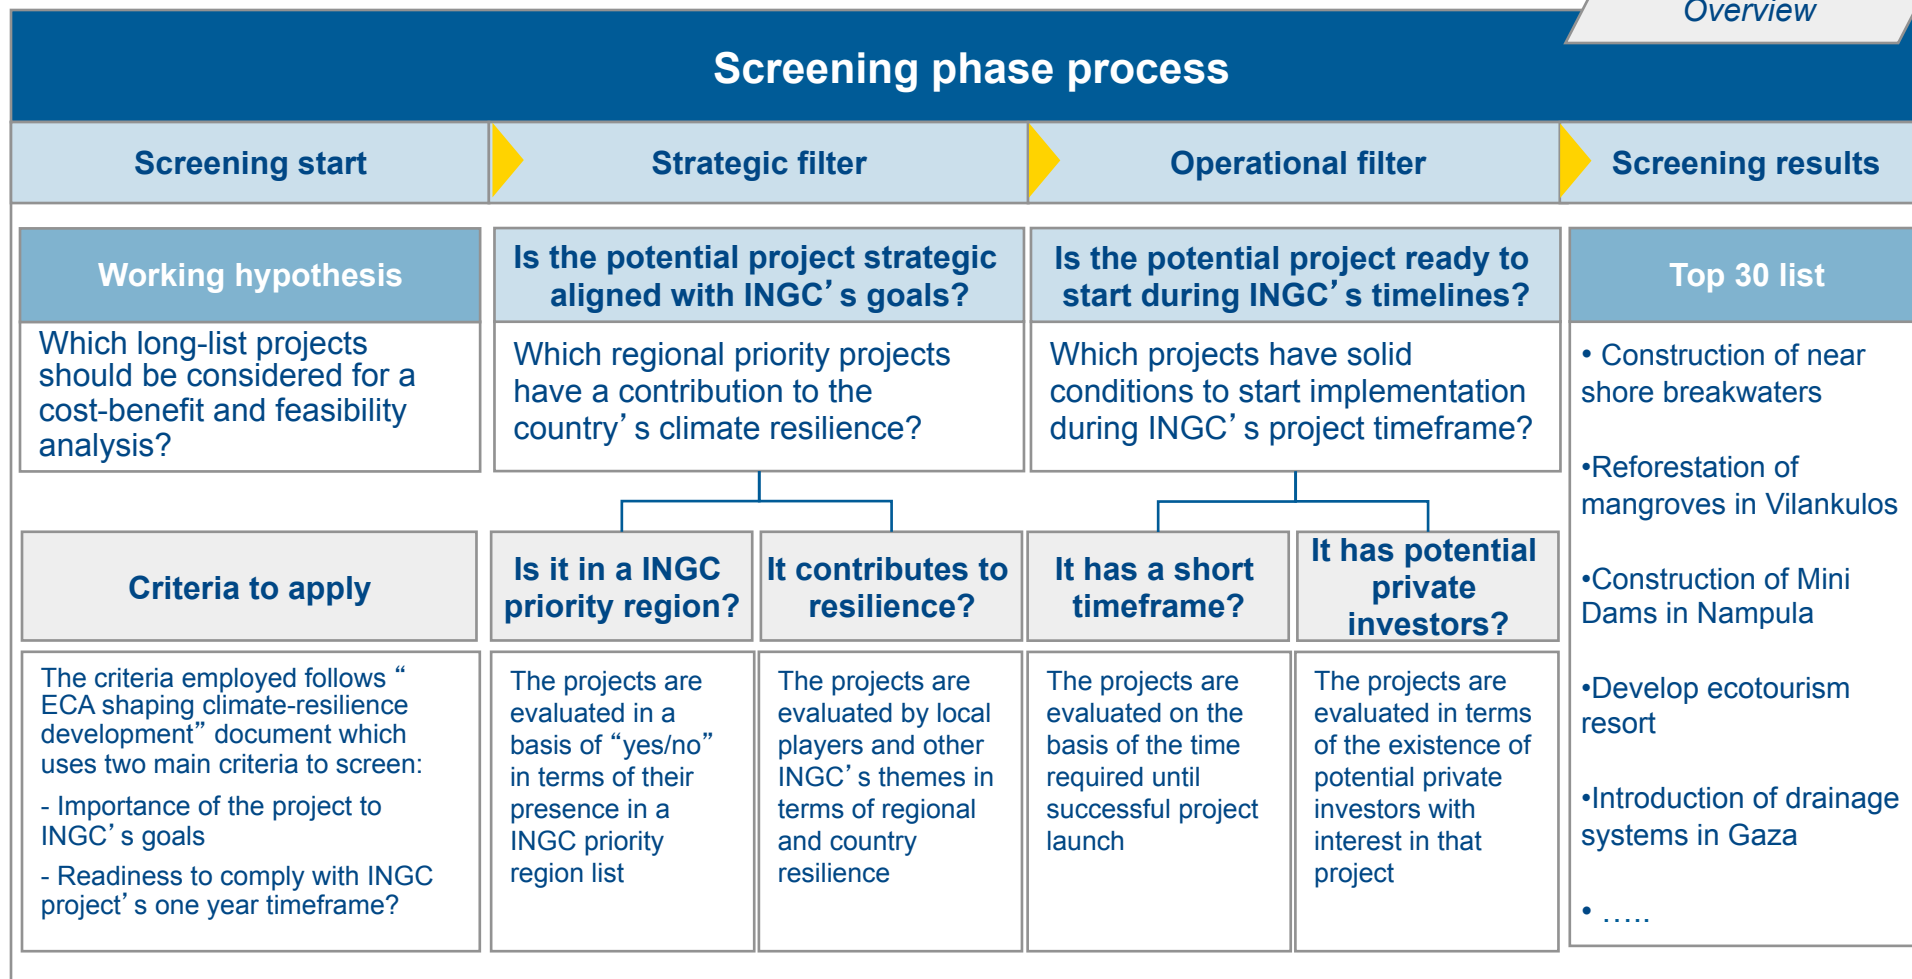 Overview
Screening phase process
Screening start
Strategic filter
Operational filter
Screening results
Working hypothesis
Which long-list projects
should be considered for a
cost-benefit and feasibility
analysis?
Is the potential project strategic
aligned with INGC’s goals?
Which regional priority projects
have a contribution to the
country’s climate resilience?
Is the potential project ready to
start during INGC’s timelines?
Which projects have solid
conditions to start implementation
during INGC’s project timeframe?
Criteria to apply
The criteria employed follows “
ECA shaping climate-resilience
development” document which
uses two main criteria to screen:
- Importance of the project to
INGC’s goals
- Readiness to comply with INGC
project’s one year timeframe?
Is it in a INGC
priority region?
The projects are
evaluated in a
basis of “yes/no”
in terms of their
presence in a
INGC priority
region list
It contributes to
resilience?
The projects are
evaluated by local
players and other
INGC’s themes in
terms of regional
and country
resilience
It has a short
timeframe?
The projects are
evaluated on the
basis of the time
required until
successful project
launch
It has potential
private
investors?
The projects are
evaluated in terms
of the existence of
potential private
investors with
interest in that
project
Top 30 list
• Construction of near
shore breakwaters
•Reforestation of
mangroves in Vilankulos
•Construction of Mini
Dams in Nampula
•Develop ecotourism
resort
•Introduction of drainage
systems in Gaza
• …..